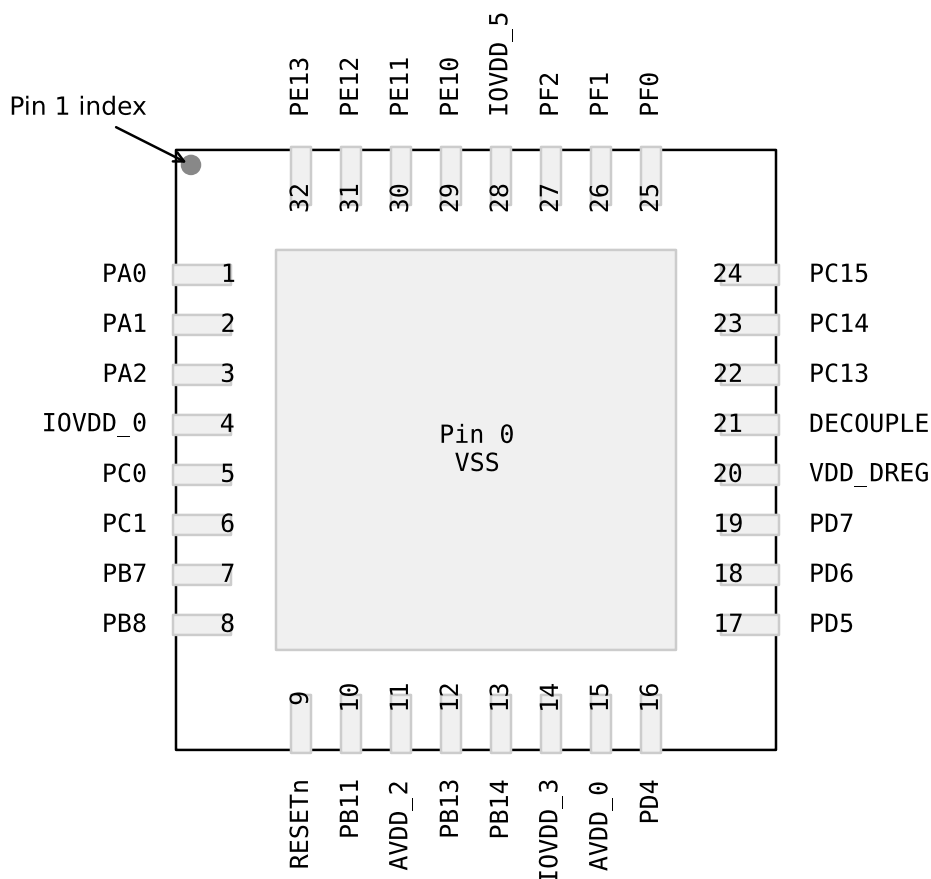 PE13
PE12
PE11
PE10
IOVDD_5
PF2
PF1
PF0
Pin 1 index
32
31
30
29
28
27
26
25
PA0 1
24 PC15
PA1 2
23 PC14
PA2 3
22 PC13
IOVDD_0 4
21 DECOUPLE
Pin 0
VSS
PC0 5
20 VDD_DREG
PC1 6
19 PD7
PB7 7
18 PD6
PB8 8
17 PD5
9
10
11
12
13
14
15
16
RESETn
PB11
AVDD_2
PB13
PB14
IOVDD_3
AVDD_0
PD4